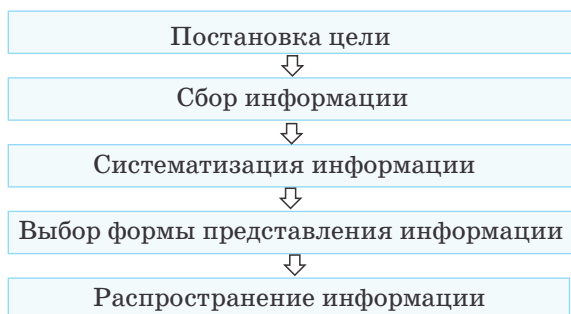 Постановка цели
Сбор информации
Систематизация информации
Выбор формы представления информации
Распространение информации